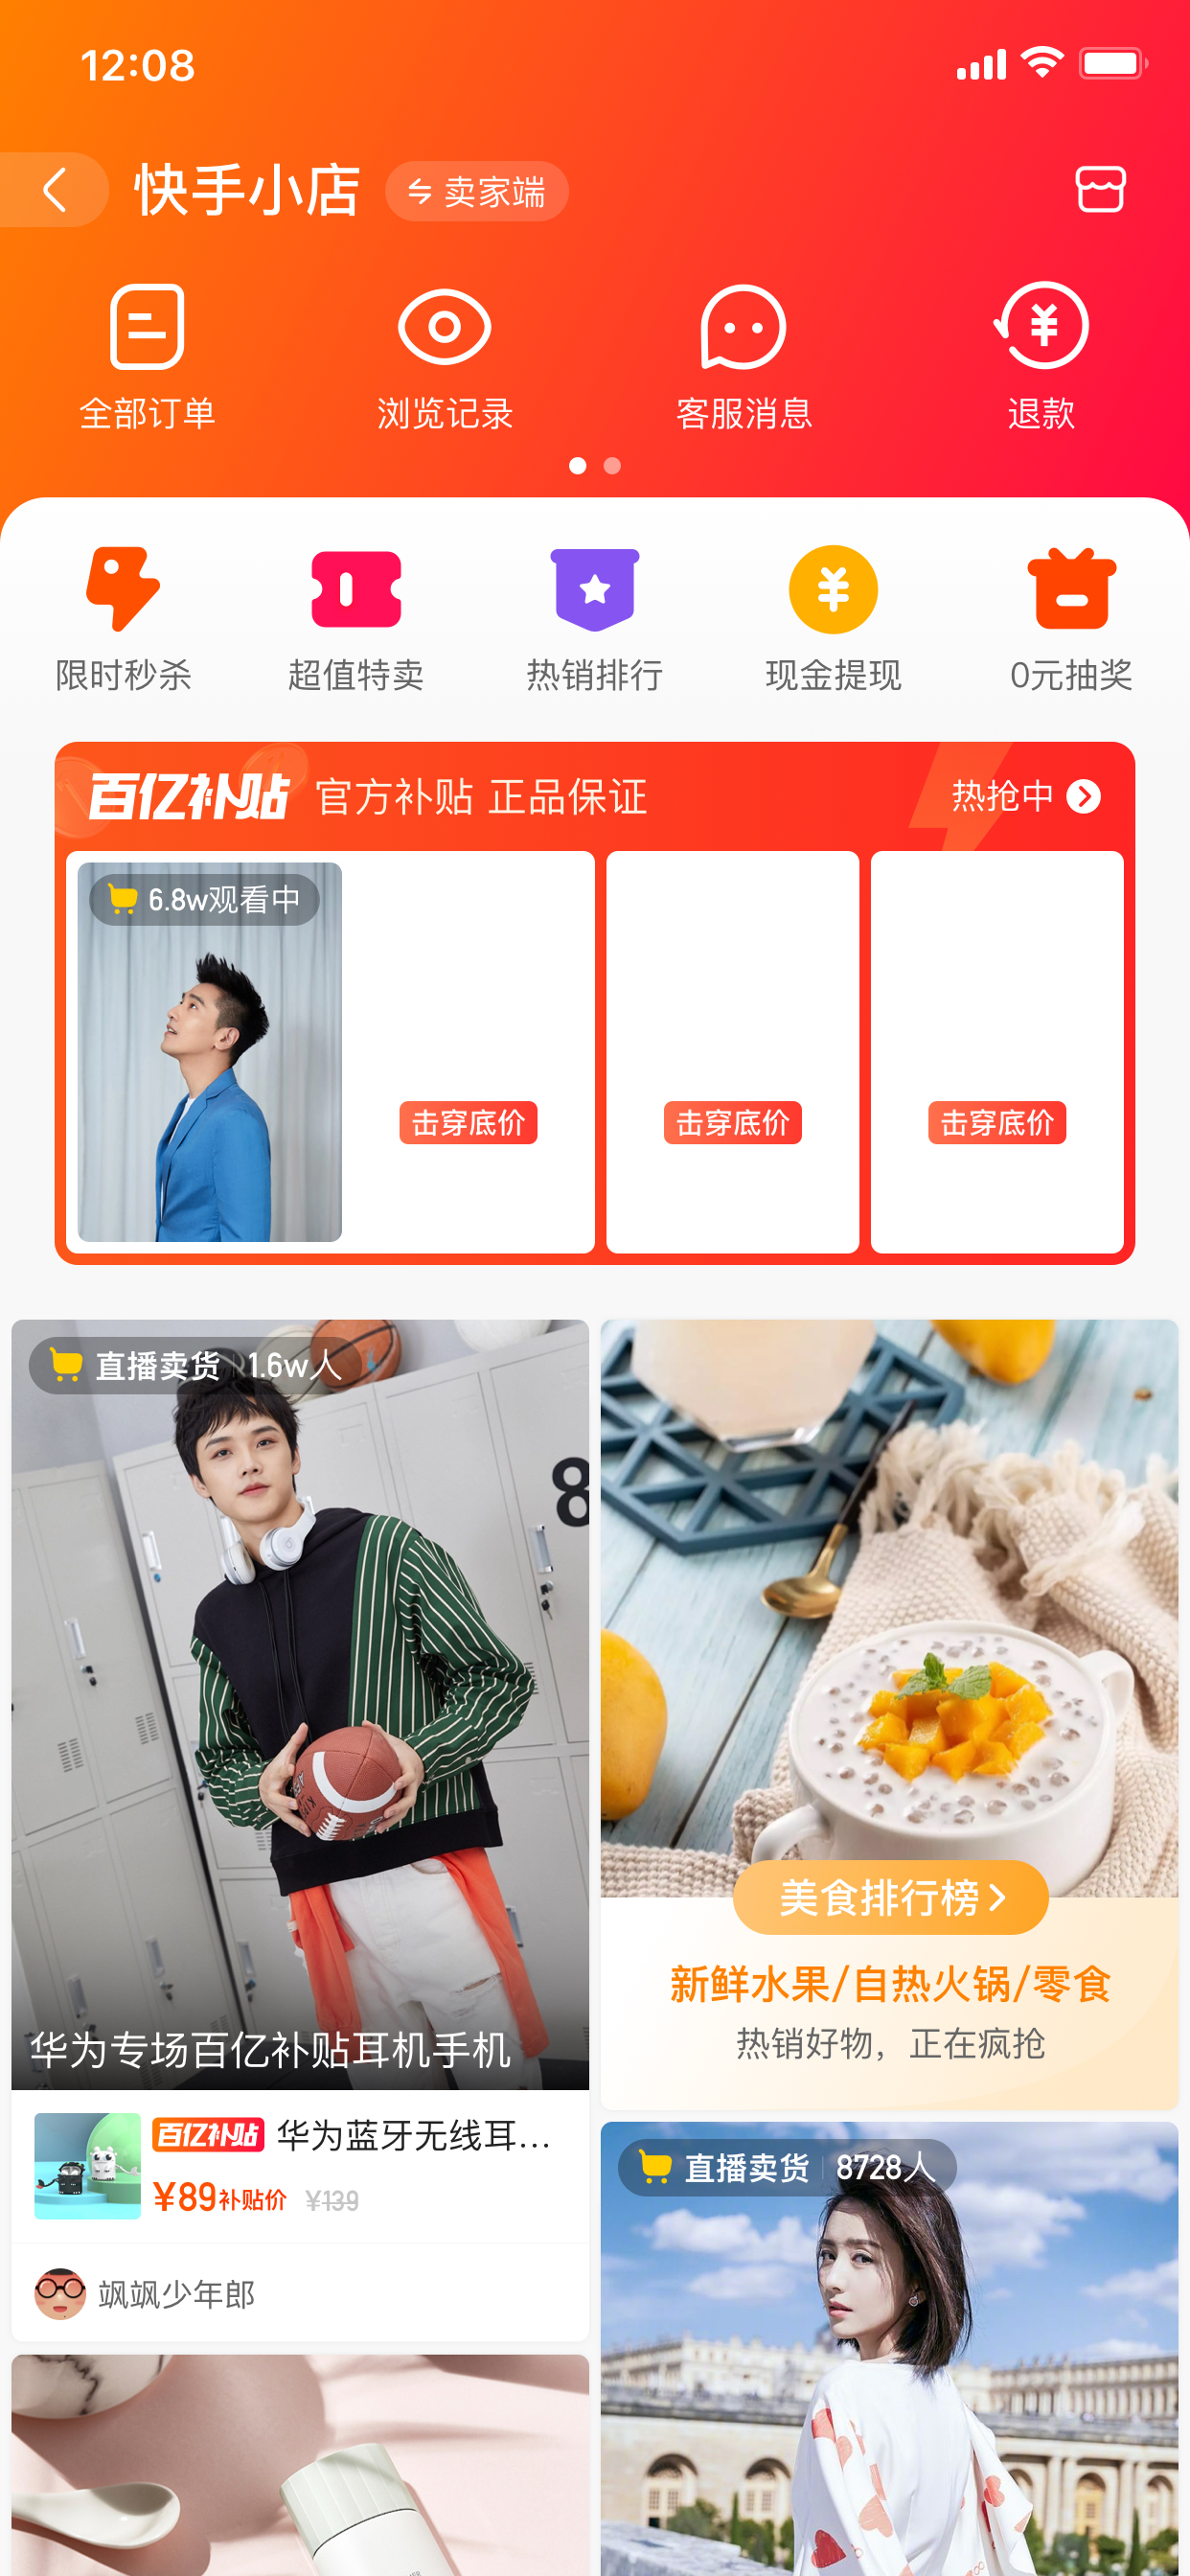 12:08
快手小店
卖家端
全部订单
浏览记录
客服消息
退款
限时秒杀
超值特卖
热销排行
现金提现
0元抽奖
百亿补贴 官方补贴 正品保证
热抢中
6.8w观看中
击穿底价
击穿底价
击穿底价
直播卖货 1.6w人
8
华为专场百亿补贴耳机手机
百亿补贴 华为蓝牙无线耳...
¥89补贴价 ¥139
飒飒少年郎
美食排行榜
新鲜水果/自热火锅/零食
热销好物，正在疯抢
直播卖货 8728人